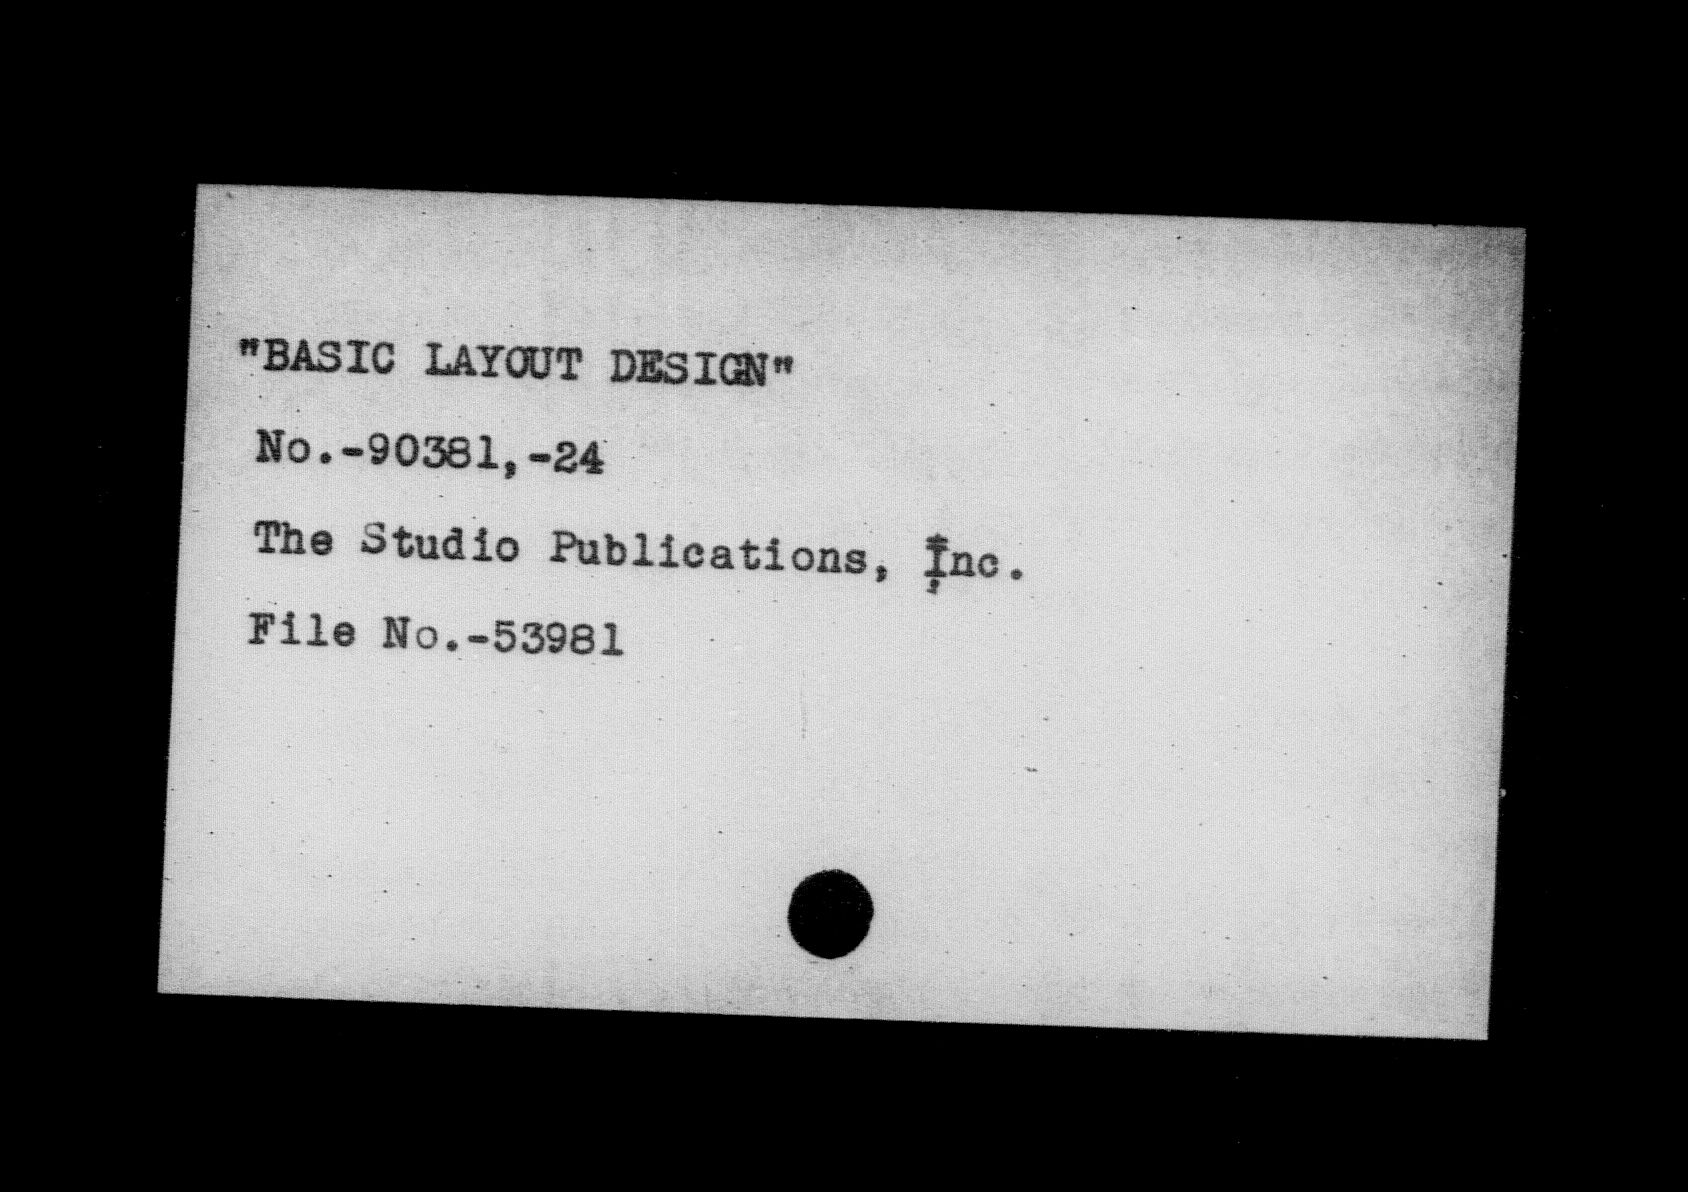 "BASIC LAYOUT DESIGN"
No.-90381,-24
The Studio Publications, Inc.
File No.-53981